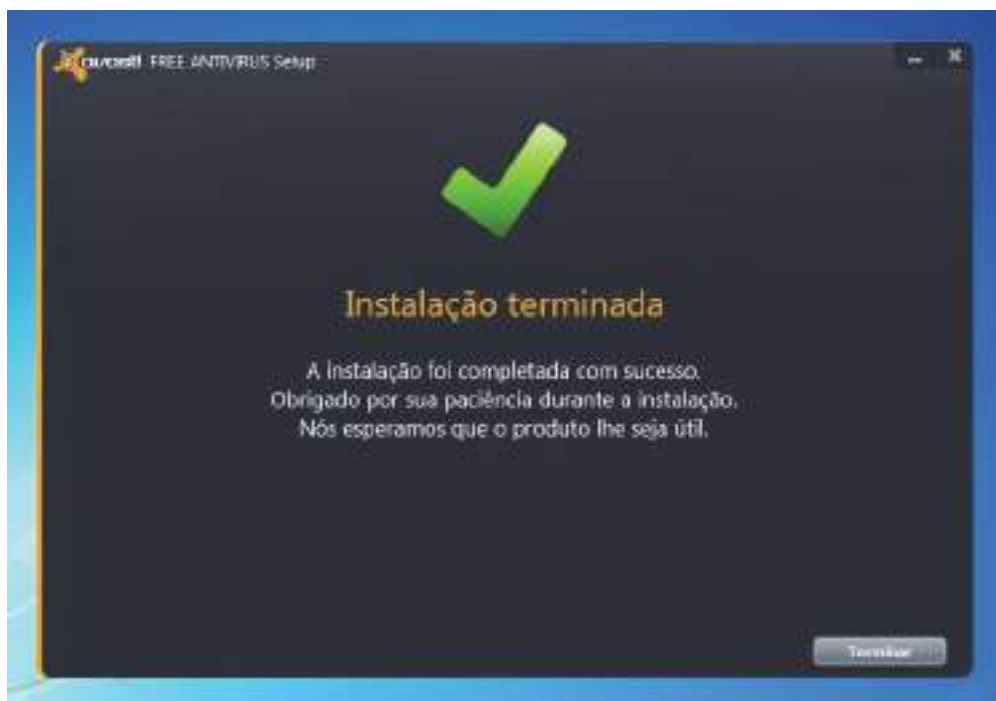 avast! FREE ANTIVIRUS Setup
Instalação terminada
A instalação foi completada com sucesso.
Obrigado por sua paciência durante a instalação.
Nós esperamos que o produto lhe seja útil.
Terminar